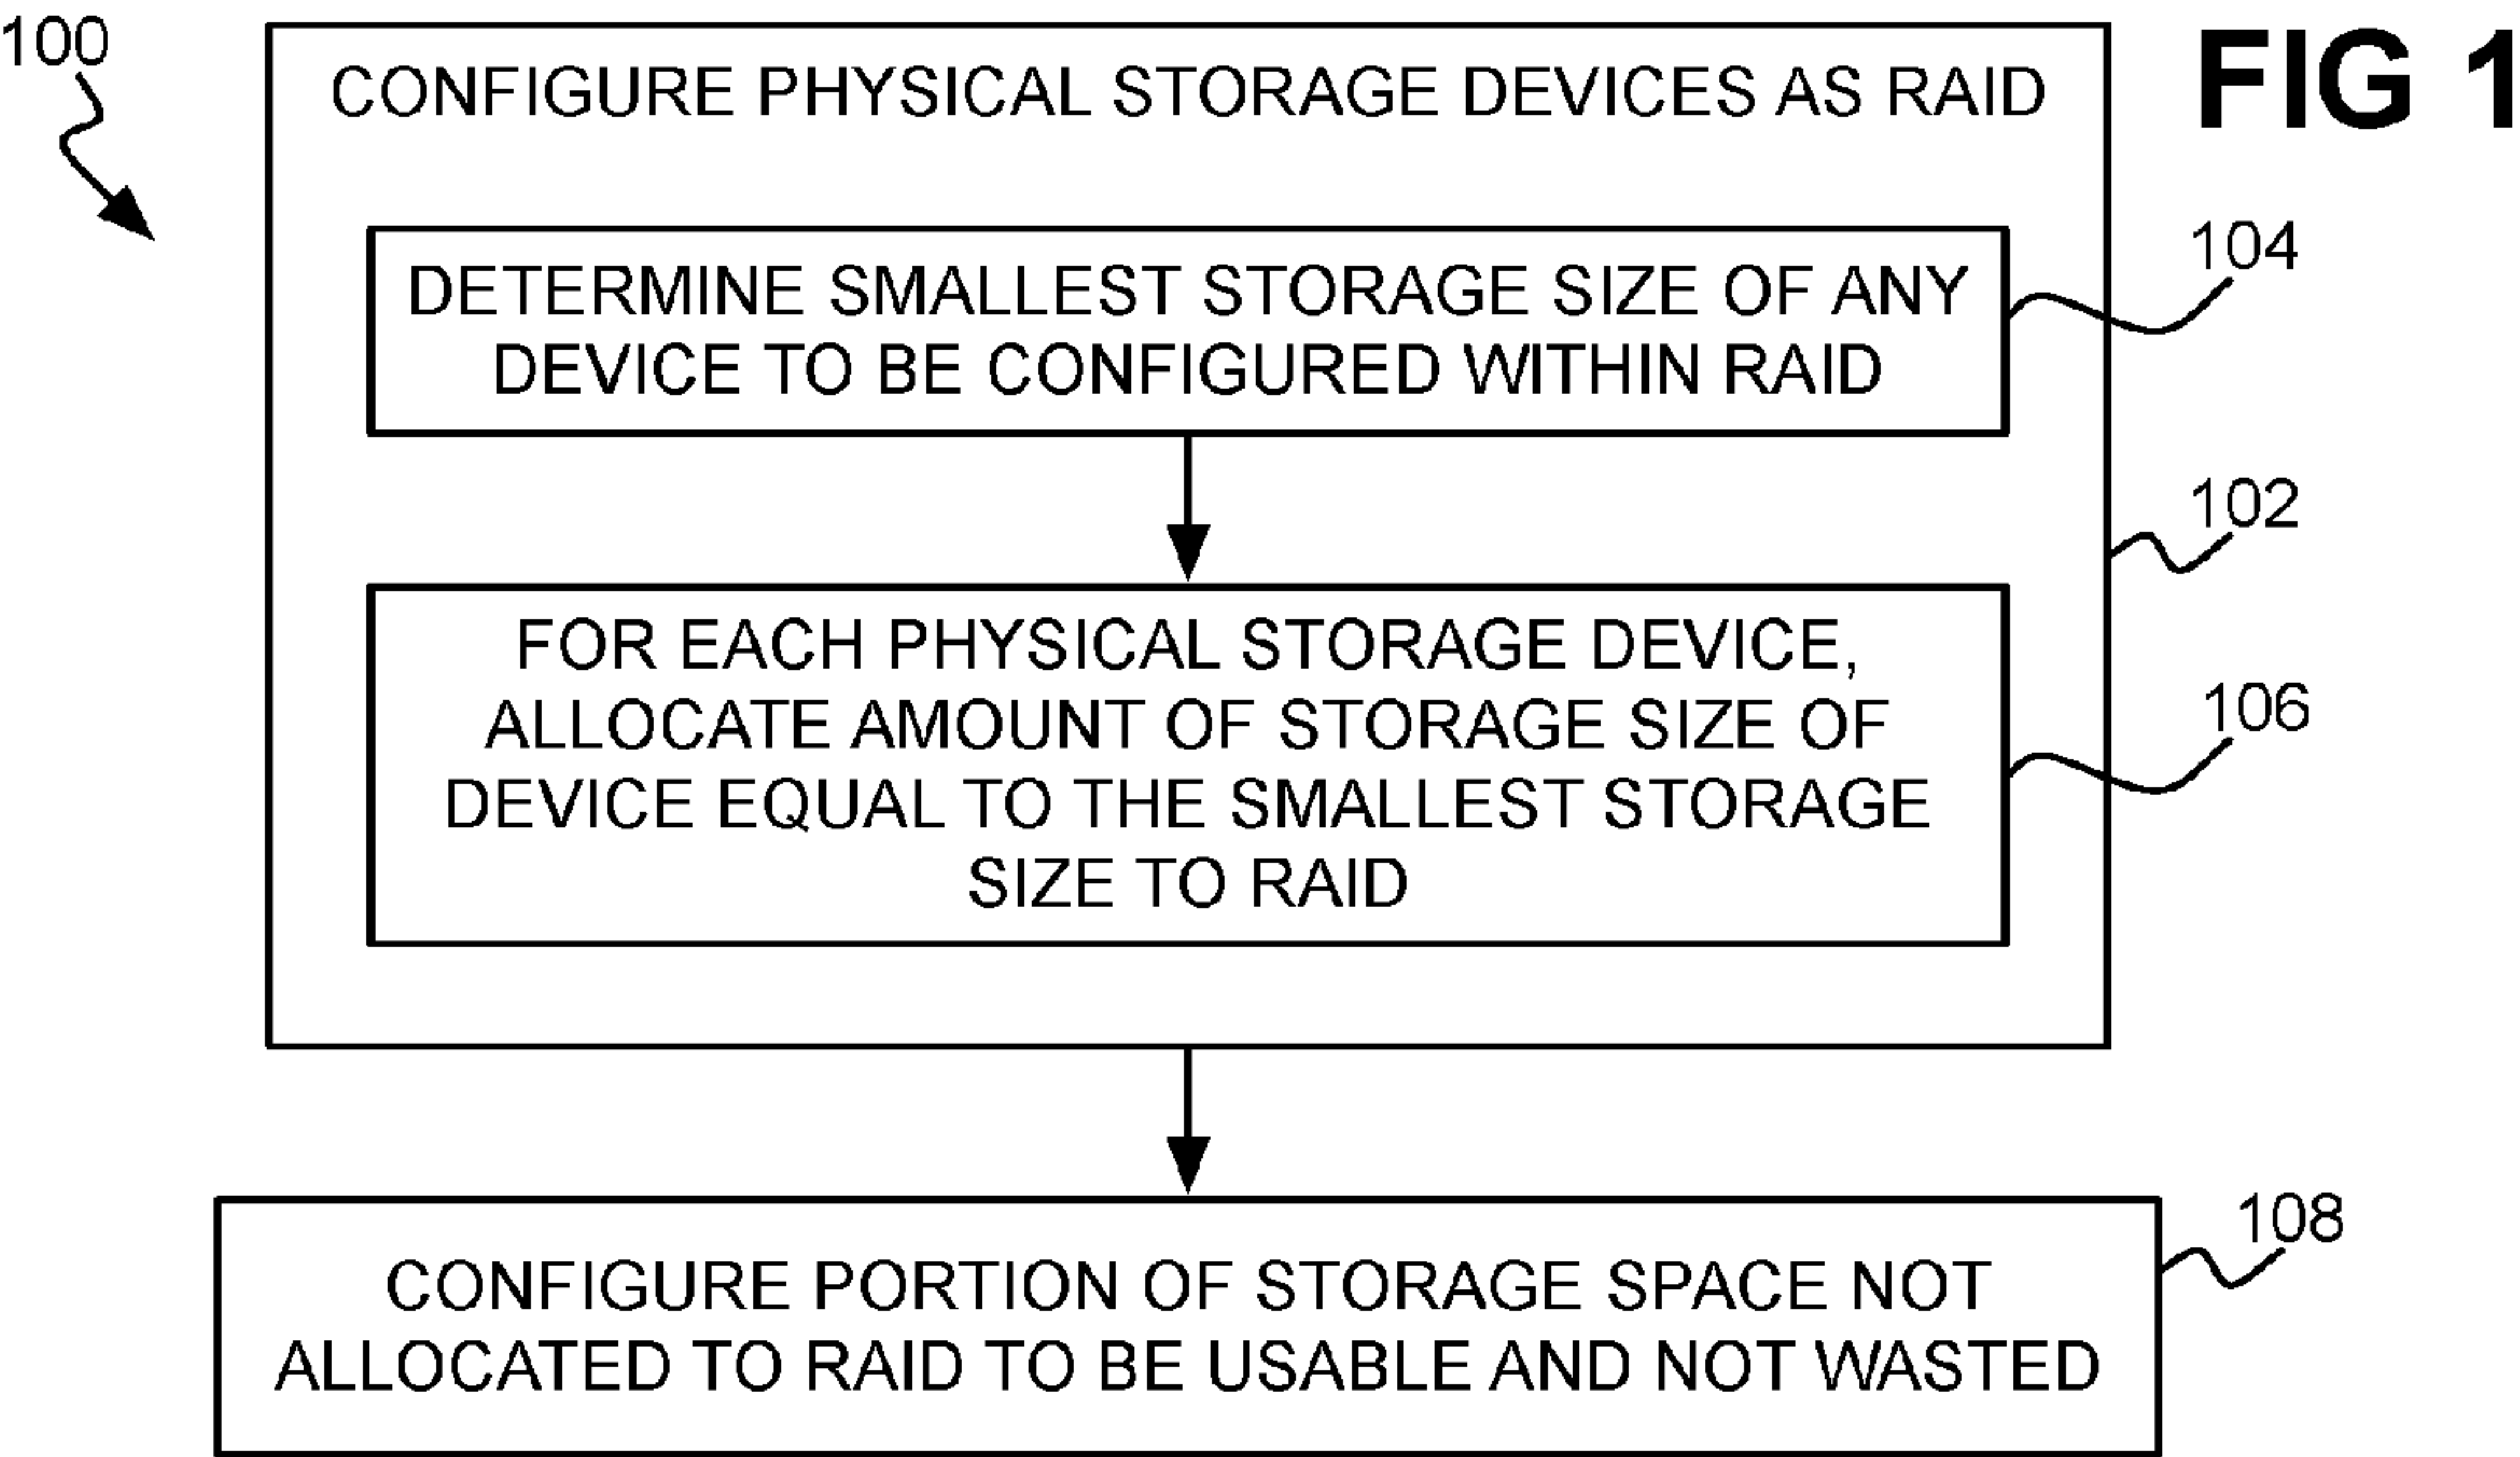 100
FIG 1
CONFIGURE PHYSICAL STORAGE DEVICES AS RAID
104
DETERMINE SMALLEST STORAGE SIZE OF ANY
DEVICE TO BE CONFIGURED WITHIN RAID
102
FOR EACH PHYSICAL STORAGE DEVICE,
ALLOCATE AMOUNT OF STORAGE SIZE OF
DEVICE EQUAL TO THE SMALLEST STORAGE
SIZE TO RAID
106
108
CONFIGURE PORTION OF STORAGE SPACE NOT
ALLOCATED TO RAID TO BE USABLE AND NOT WASTED